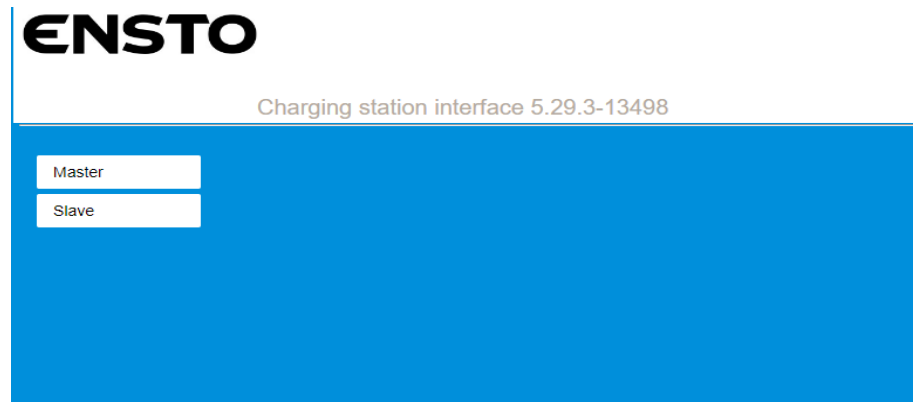 ENSTO
Charging station interface 5.29.3-13498
Master
Slave